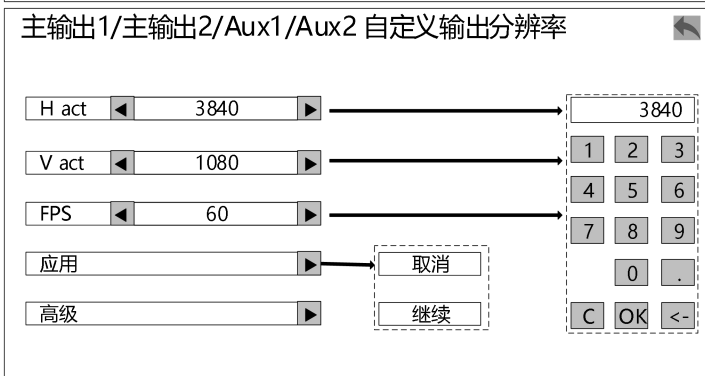 主输出1/主输出2/Aux1/Aux2 自定义输出分辨率
H act 3840
V act 1080
FPS 60
应用
高级
取消
继续
3840
1 2 3
4 5 6
7 8 9
0 .
C OK <-